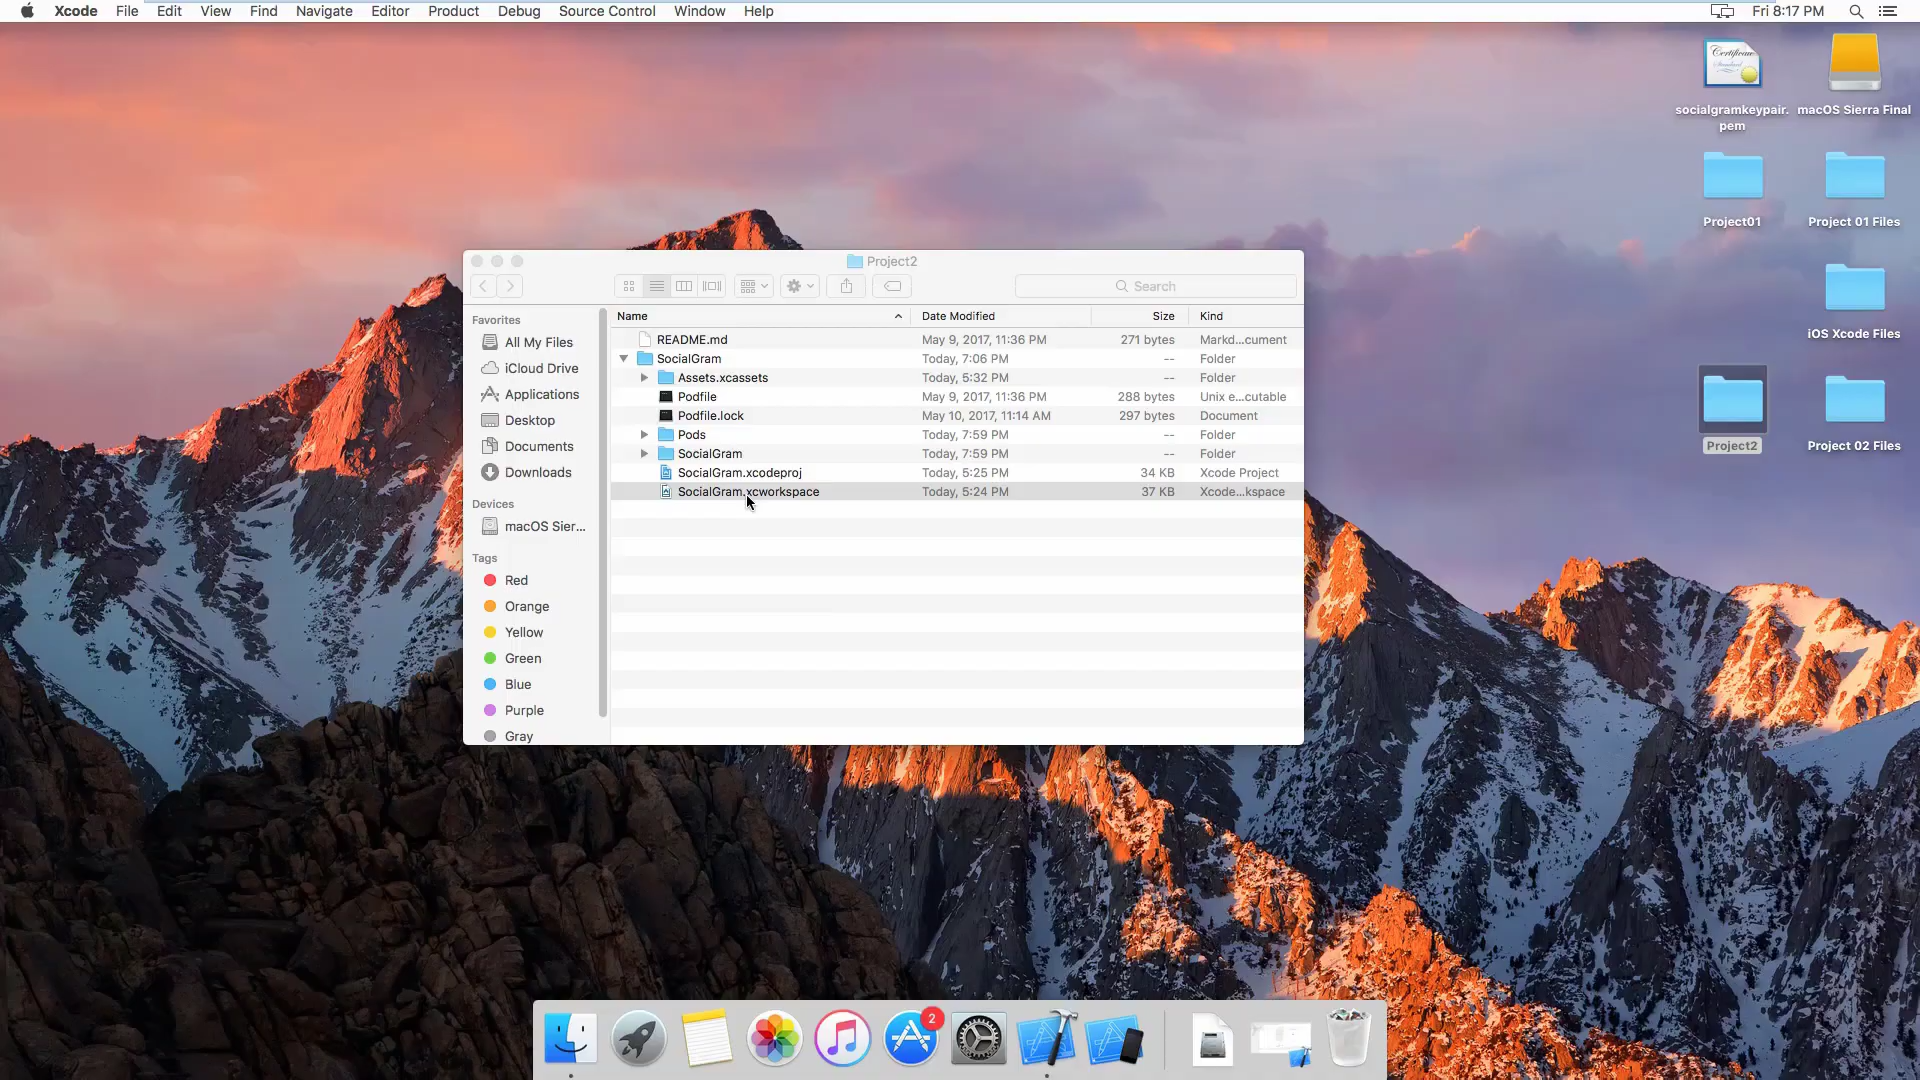 Xcode File Edit View Find Navigate Editor Product Debug Source Control Window Help Fri 8:17 PM
Certificate
Standard
socialgramkeypair.
pem
macOS Sierra Final
Project01
Project 01 Files
iOS Xcode Files
Project2
Project 02 Files
Project2
Search
Favorites
All My Files
iCloud Drive
Applications
Desktop
Documents
Downloads
Devices
macOS Sier...
Tags
Red
Orange
Yellow
Green
Blue
Purple
Gray
Name Date Modified Size Kind
README.md May 9, 2017, 11:36 PM 271 bytes Markd...cument
SocialGram Today, 7:06 PM -- Folder
Assets.xcassets Today, 5:32 PM -- Folder
Podfile May 9, 2017, 11:36 PM 288 bytes Unix e...cutable
Podfile.lock May 10, 2017, 11:14 AM 297 bytes Document
Pods Today, 7:59 PM -- Folder
SocialGram Today, 7:59 PM -- Folder
SocialGram.xcodeproj Today, 5:25 PM 34 KB Xcode Project
SocialGram.xcworkspace Today, 5:24 PM 37 KB Xcode...kspace
2